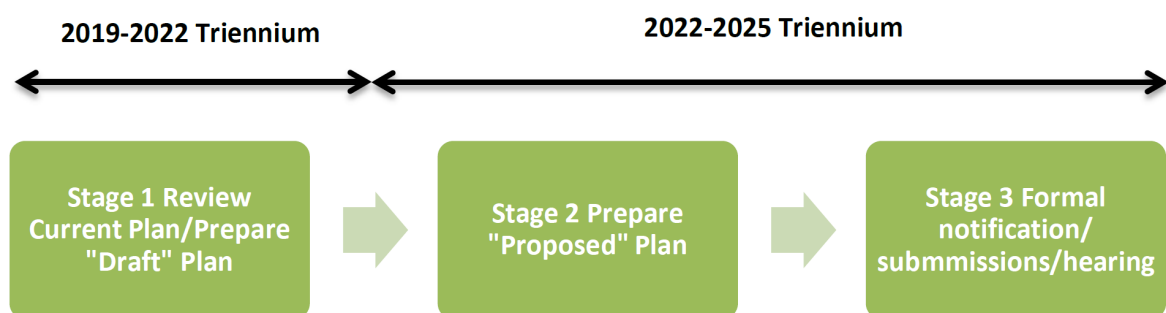 2019-2022 Triennium
2022-2025 Triennium
Stage 1 Review
Current Plan/Prepare
"Draft" Plan
Stage 2 Prepare
"Proposed" Plan
Stage 3 Formal
notification/
submmissions/hearing